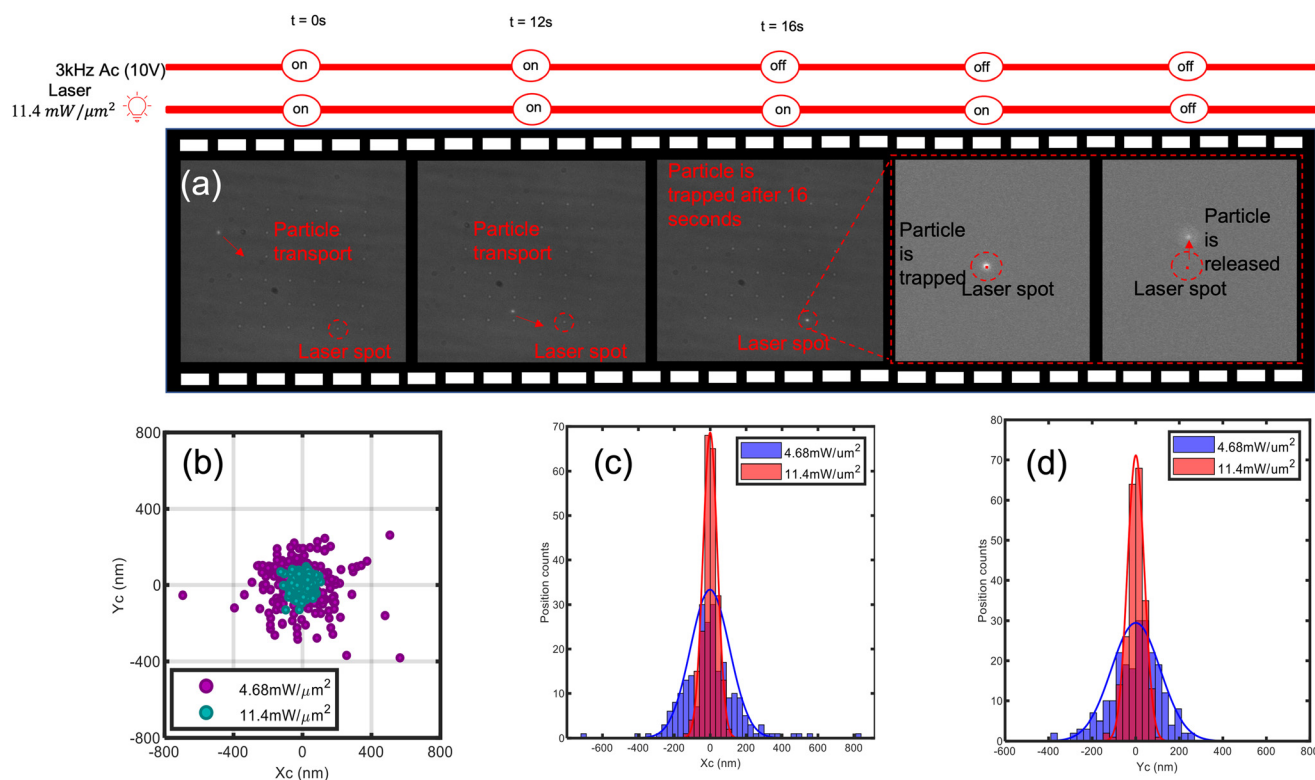 t = 0s
t = 12s
t = 16s
3kHz Ac (10V)
on
on
off
off
off
Laser
11.4 mW/μm²
on
on
on
on
off
(a)
Particle
transport
Laser spot
Particle
transport
Laser spot
Particle is
trapped after 16
seconds
Laser spot
Particle
is
trapped
Laser spot
Particle
is
released
Laser spot
(b)
800
400
0
-400
-800
Yc (nm)
4.68mW/μm²
11.4mW/μm²
-800
-400
0
400
800
Xc (nm)
(c)
70
60
50
40
30
20
10
0
Position counts
4.68mW/um²
11.4mW/um²
-600
-400
-200
0
200
400
600
800
Xc (nm)
(d)
80
70
60
50
40
30
20
10
0
Position counts
4.68mW/um²
11.4mW/um²
-600
-400
-200
0
200
400
600
800
Yc (nm)